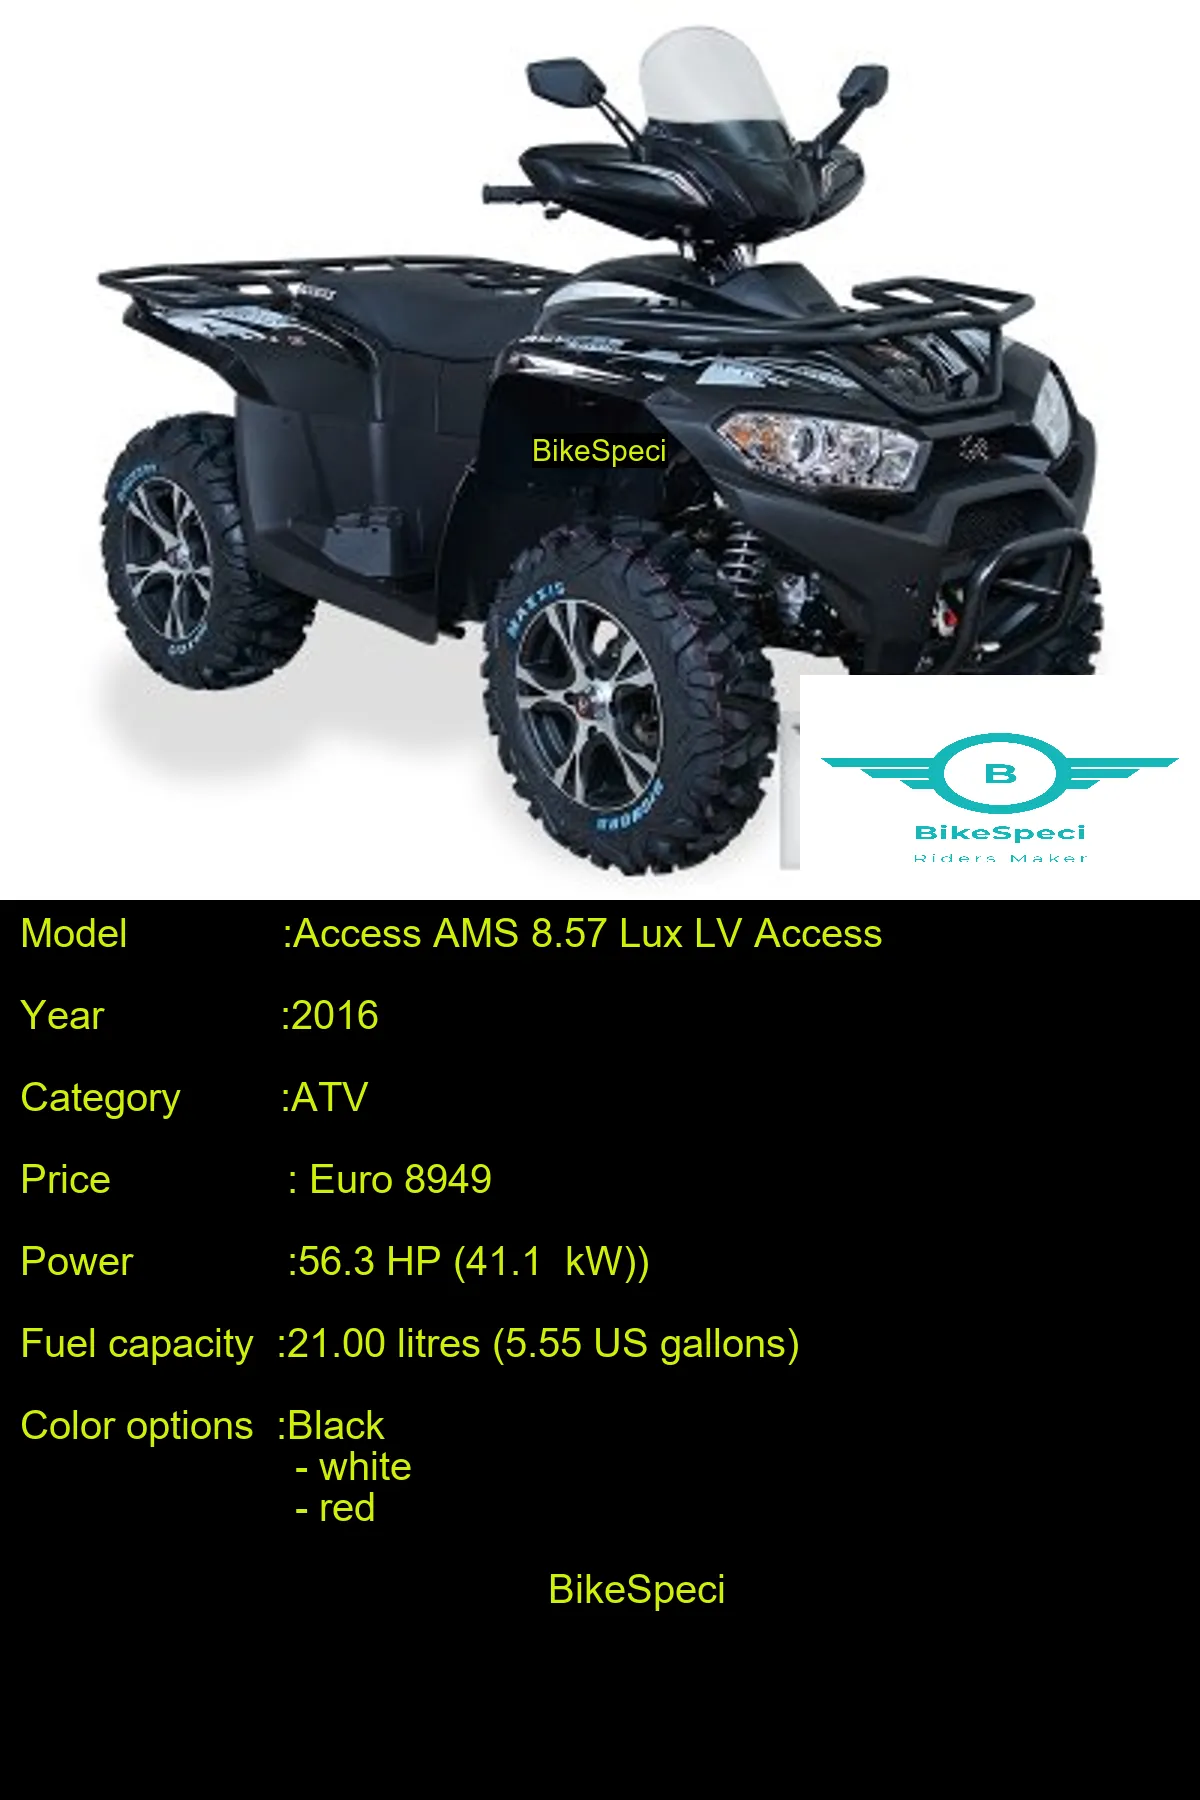 BikeSpeci
MAXXIS
B
BikeSpeci
Riders Maker
Model :Access AMS 8.57 Lux LV Access
Year :2016
Category :ATV
Price : Euro 8949
Power :56.3 HP (41.1 kW))
Fuel capacity :21.00 litres (5.55 US gallons)
Color options :Black
- white
- red
BikeSpeci